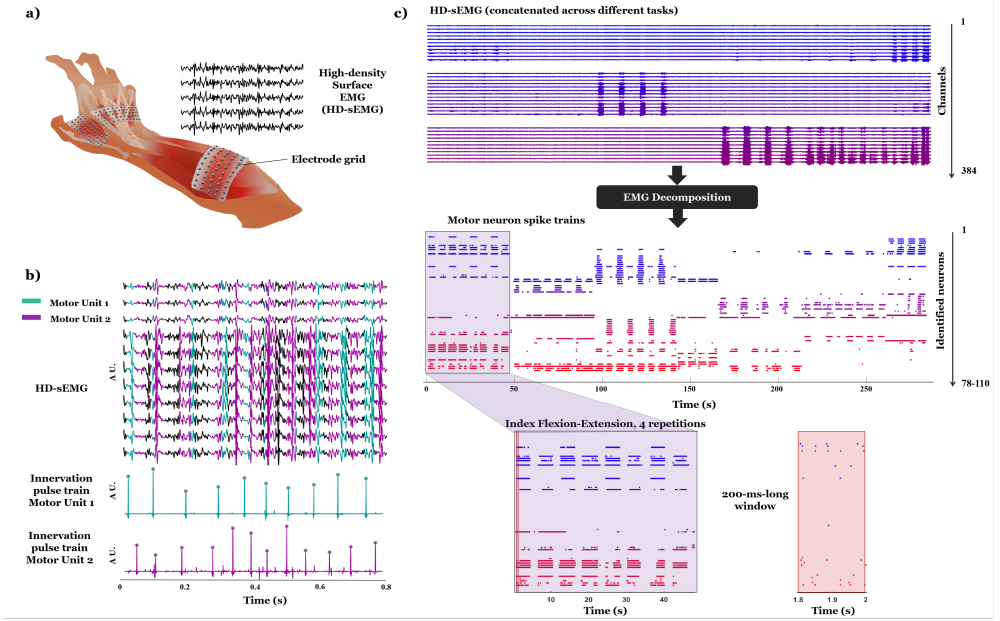 a)
High-density
Surface
EMG
(HD-sEMG)
Electrode grid
b)
Motor Unit 1
Motor Unit 2
HD-sEMG
A.U.
Innervation
pulse train
Motor Unit 1
A.U.
Innervation
pulse train
Motor Unit 2
A.U.
0 0.2 0.4 0.6 0.8
Time (s)
c)
HD-sEMG (concatenated across different tasks)
1
Channels
384
EMG Decomposition
Motor neuron spike trains
1
Identified neurons
78-110
0 50 100 150 200 250
Time (s)
Index Flexion-Extension, 4 repetitions
10 20 30 40
Time (s)
200-ms-long
window
1.8 1.9 2
Time (s)